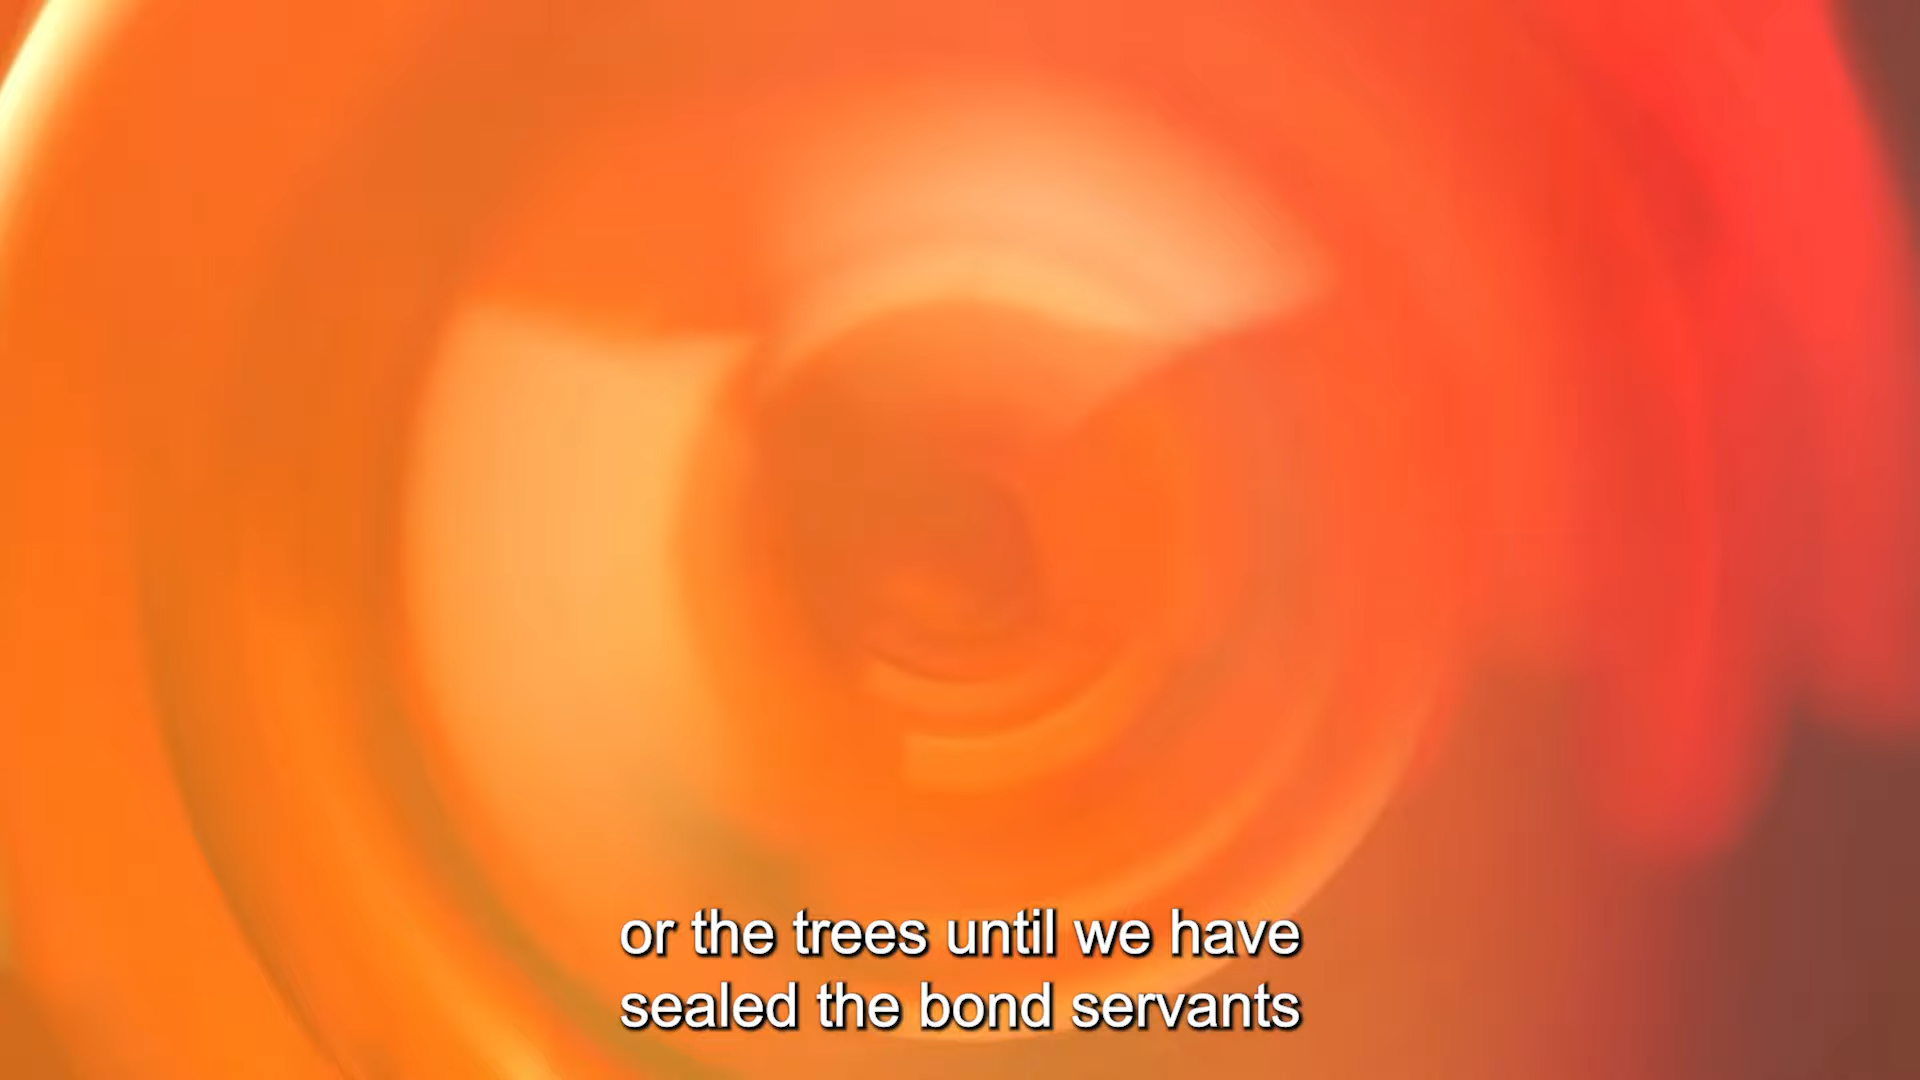 or the trees until we have
sealed the bond servants